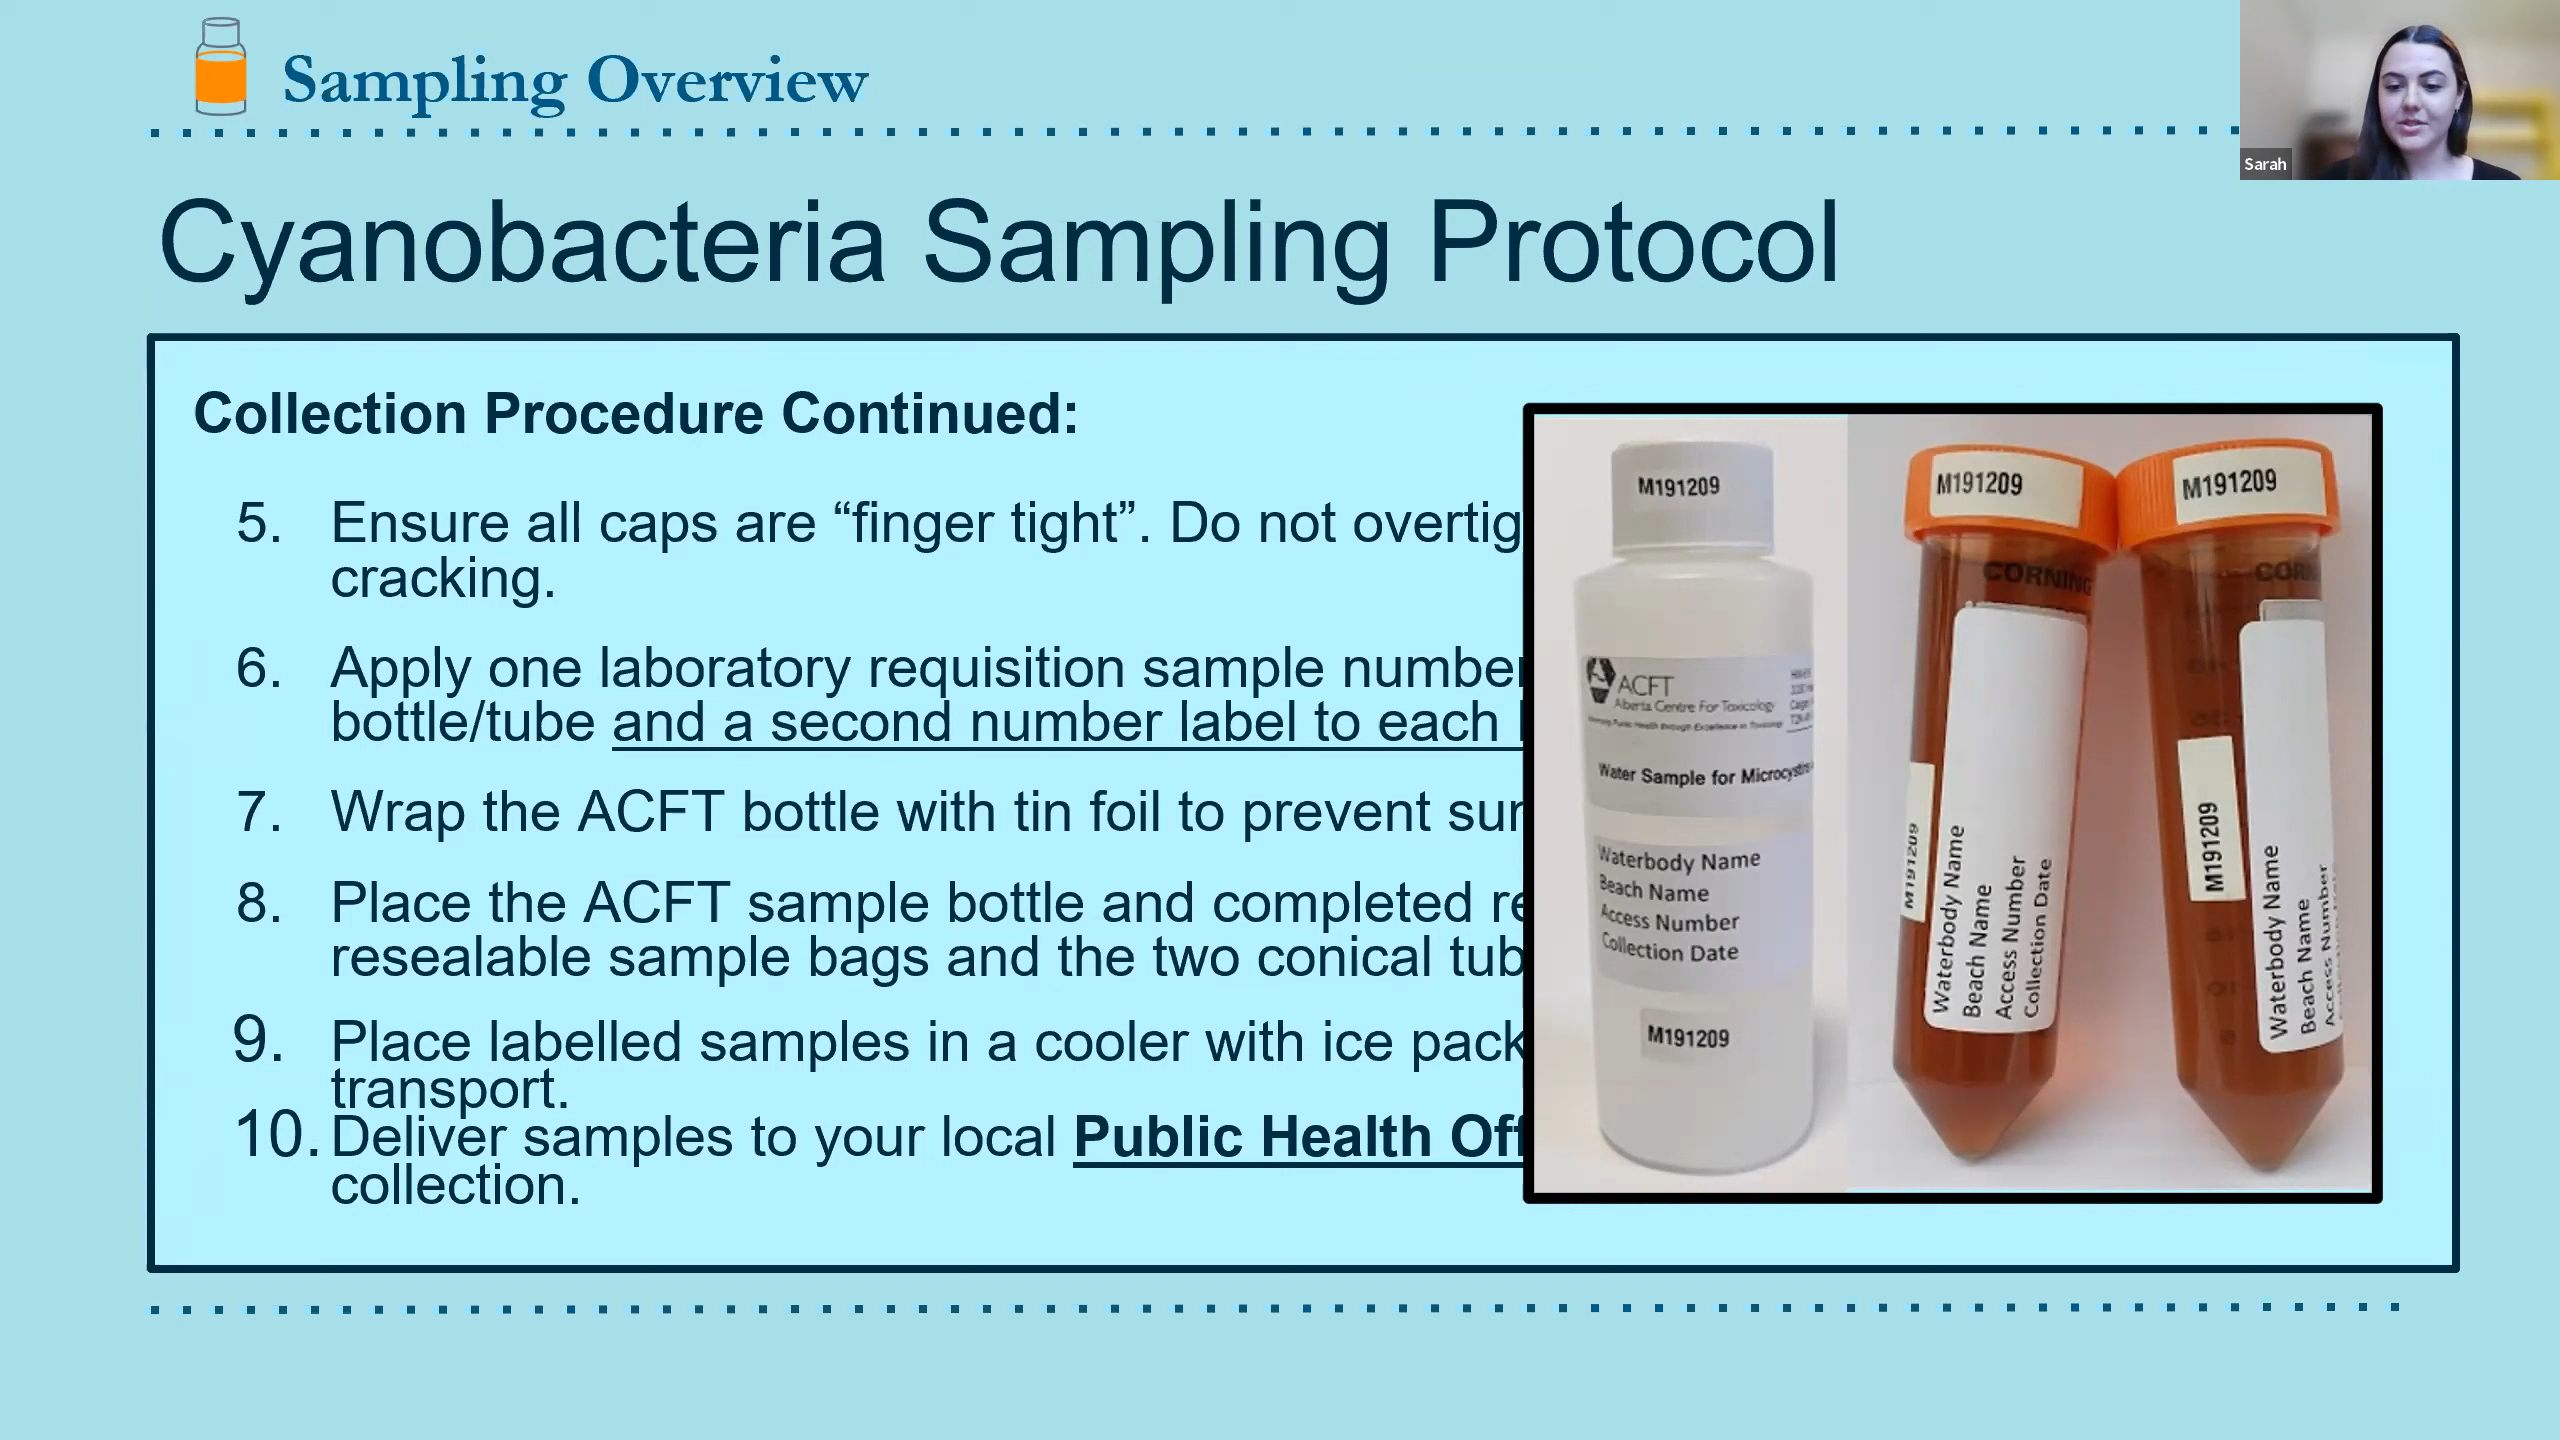 Sampling Overview
Sarah
Cyanobacteria Sampling Protocol
Collection Procedure Continued:
5. Ensure all caps are “finger tight”. Do not overtig
cracking.
6. Apply one laboratory requisition sample number
bottle/tube and a second number label to each
7. Wrap the ACFT bottle with tin foil to prevent sun
8. Place the ACFT sample bottle and completed re
resealable sample bags and the two conical tub
9. Place labelled samples in a cooler with ice pack
transport.
10. Deliver samples to your local Public Health Off
collection.
M191209
ACFT
Alberta Centre For Toxicology
Water Sample for Microcystins
Waterbody Name
Beach Name
Access Number
Collection Date
M191209
M191209
CORNING
M191209
Waterbody Name
Beach Name
Access Number
Collection Date
M191209
CORN
M191209
Waterbody Name
Beach Name
Access Number